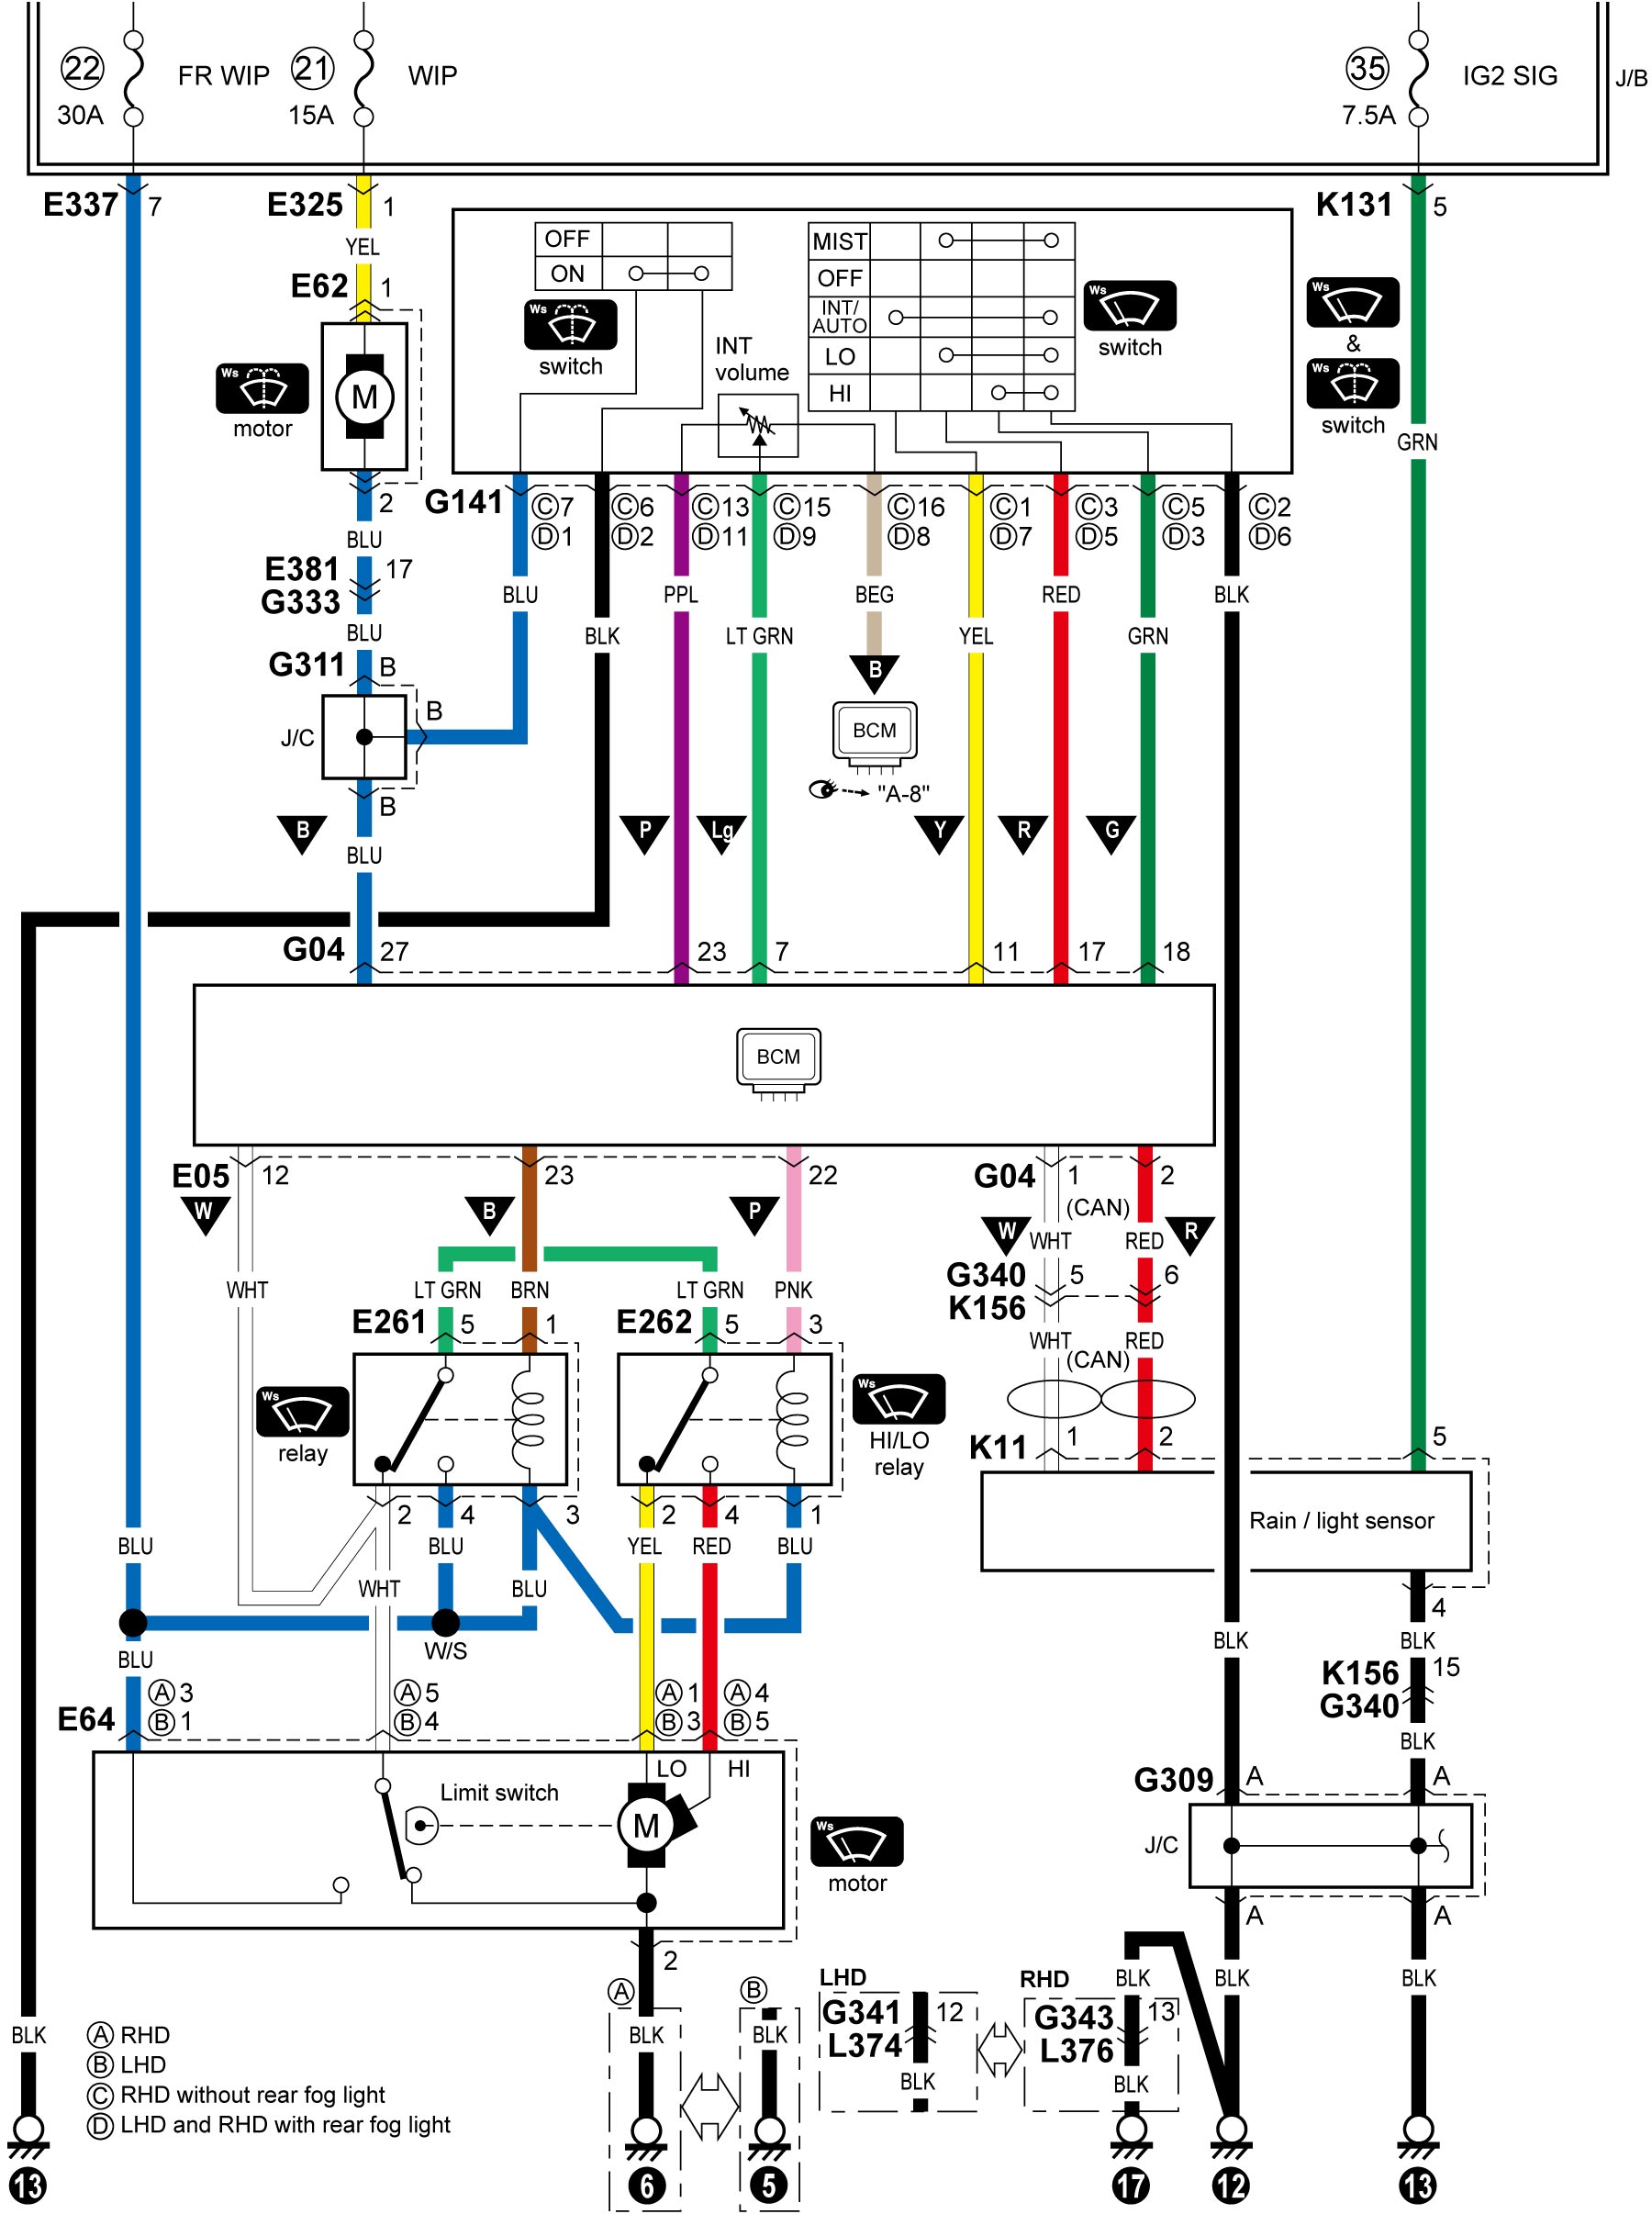 22 FR WIP 21 WIP 35 IG2 SIG J/B
30A 15A 7.5A
E337 7 E325 1 K131 5
YEL
E62 1
OFF
ON
MIST
OFF
INT/
AUTO
LO
HI
Ws
switch
INT
volume
Ws
switch
Ws
&
Ws
switch
GRN
Ws
motor
M
2
G141 C7 C6 C13 C15 C16 C1 C3 C5 C2
D1 D2 D11 D9 D8 D7 D5 D3 D6
BLU
E381 17
G333
BLU PPL BEG RED BLK
BLU BLK LT GRN YEL GRN
G311 B
B
B
J/C
BCM
"A-8"
B
B P Lg Y R G
BLU
G04 27 23 7 11 17 18
BCM
E05 12 23 22 G04 1 2
(CAN)
W B P W R
WHT RED
G340 5 6
K156
WHT LT GRN BRN LT GRN PNK
E261 5 1 E262 5 3
WHT RED
(CAN)
Ws
relay
Ws
HI/LO
relay
K11 1 2 5
2 4 3 2 4 1
Rain / light sensor
BLU BLU YEL RED BLU
WHT BLU
4
W/S
BLU
BLK BLK
K156 15
G340
BLK
A3 A5 A1 A4
E64 B1 B4 B3 B5
LO HI
Limit switch
M
Ws
motor
G309 A A
J/C
A A
2
A B
LHD
G341 12
L374
BLK
RHD
BLK BLK BLK
G343 13
L376
BLK
BLK BLK BLK
A RHD
B LHD
C RHD without rear fog light
D LHD and RHD with rear fog light
13 6 5 17 12 13